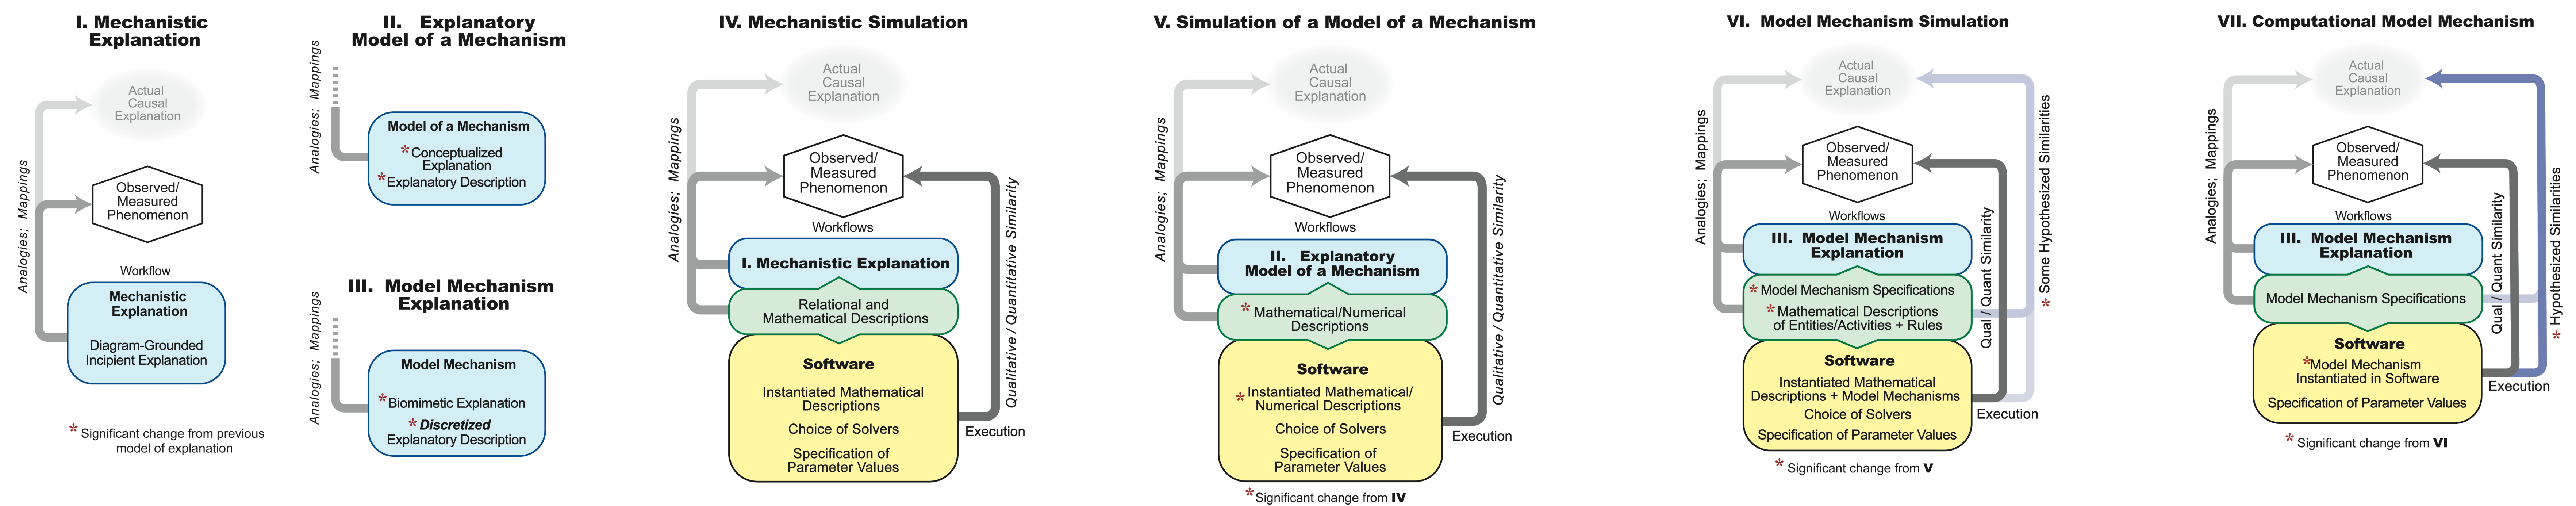 I. Mechanistic
Explanation
Actual
Causal
Explanation
Analogies; Mappings
Observed/
Measured
Phenomenon
Workflow
Mechanistic
Explanation
Diagram-Grounded
Incipient Explanation
* Significant change from previous
model of explanation
II. Explanatory
Model of a Mechanism
Analogies; Mappings
Model of a Mechanism
* Conceptualized
Explanation
* Explanatory Description
III. Model Mechanism
Explanation
Analogies; Mappings
Model Mechanism
* Biomimetic Explanation
* Discretized
Explanatory Description
IV. Mechanistic Simulation
Actual
Causal
Explanation
Analogies; Mappings
Observed/
Measured
Phenomenon
Workflows
I. Mechanistic Explanation
Relational and
Mathematical Descriptions
Software
Instantiated Mathematical
Descriptions
Choice of Solvers
Specification of
Parameter Values
Qualitative / Quantitative Similarity
Execution
V. Simulation of a Model of a Mechanism
Actual
Causal
Explanation
Analogies; Mappings
Observed/
Measured
Phenomenon
Workflows
II. Explanatory
Model of a Mechanism
* Mathematical/Numerical
Descriptions
Software
* Instantiated Mathematical/
Numerical Descriptions
Choice of Solvers
Specification of
Parameter Values
Qualitative / Quantitative Similarity
Execution
* Significant change from IV
VI. Model Mechanism Simulation
Actual
Causal
Explanation
Analogies; Mappings
Observed/
Measured
Phenomenon
Workflows
III. Model Mechanism
Explanation
* Model Mechanism Specifications
* Mathematical Descriptions
of Entities/Activities + Rules
Software
Instantiated Mathematical
Descriptions + Model Mechanisms
Choice of Solvers
Specification of Parameter Values
Qual / Quant Similarity
* Some Hypothesized Similarities
Execution
* Significant change from V
VII. Computational Model Mechanism
Actual
Causal
Explanation
Analogies; Mappings
Observed/
Measured
Phenomenon
Workflows
III. Model Mechanism
Explanation
Model Mechanism Specifications
Software
* Model Mechanism
Instantiated in Software
Specification of Parameter Values
Qual / Quant Similarity
* Hypothesized Similarities
Execution
* Significant change from VI